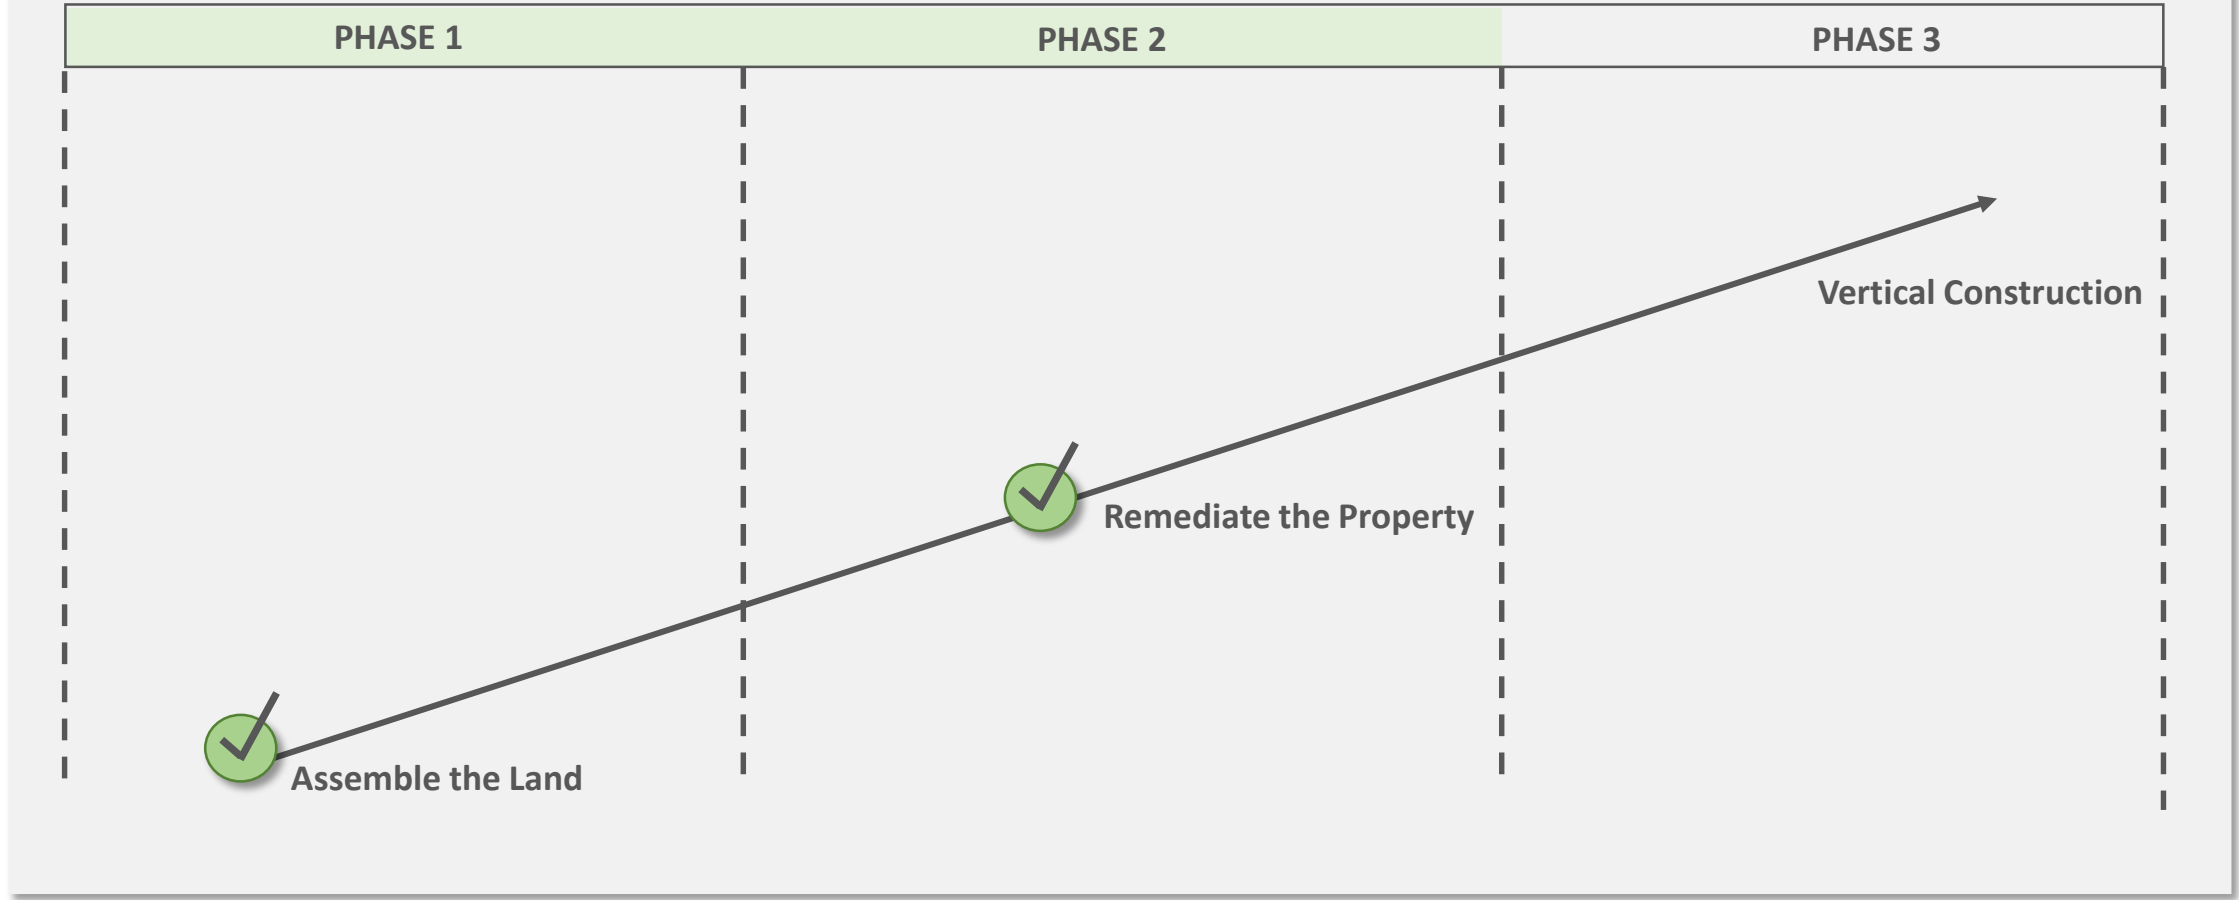 PHASE 1
PHASE 2
PHASE 3
Vertical Construction
Remediate the Property
Assemble the Land